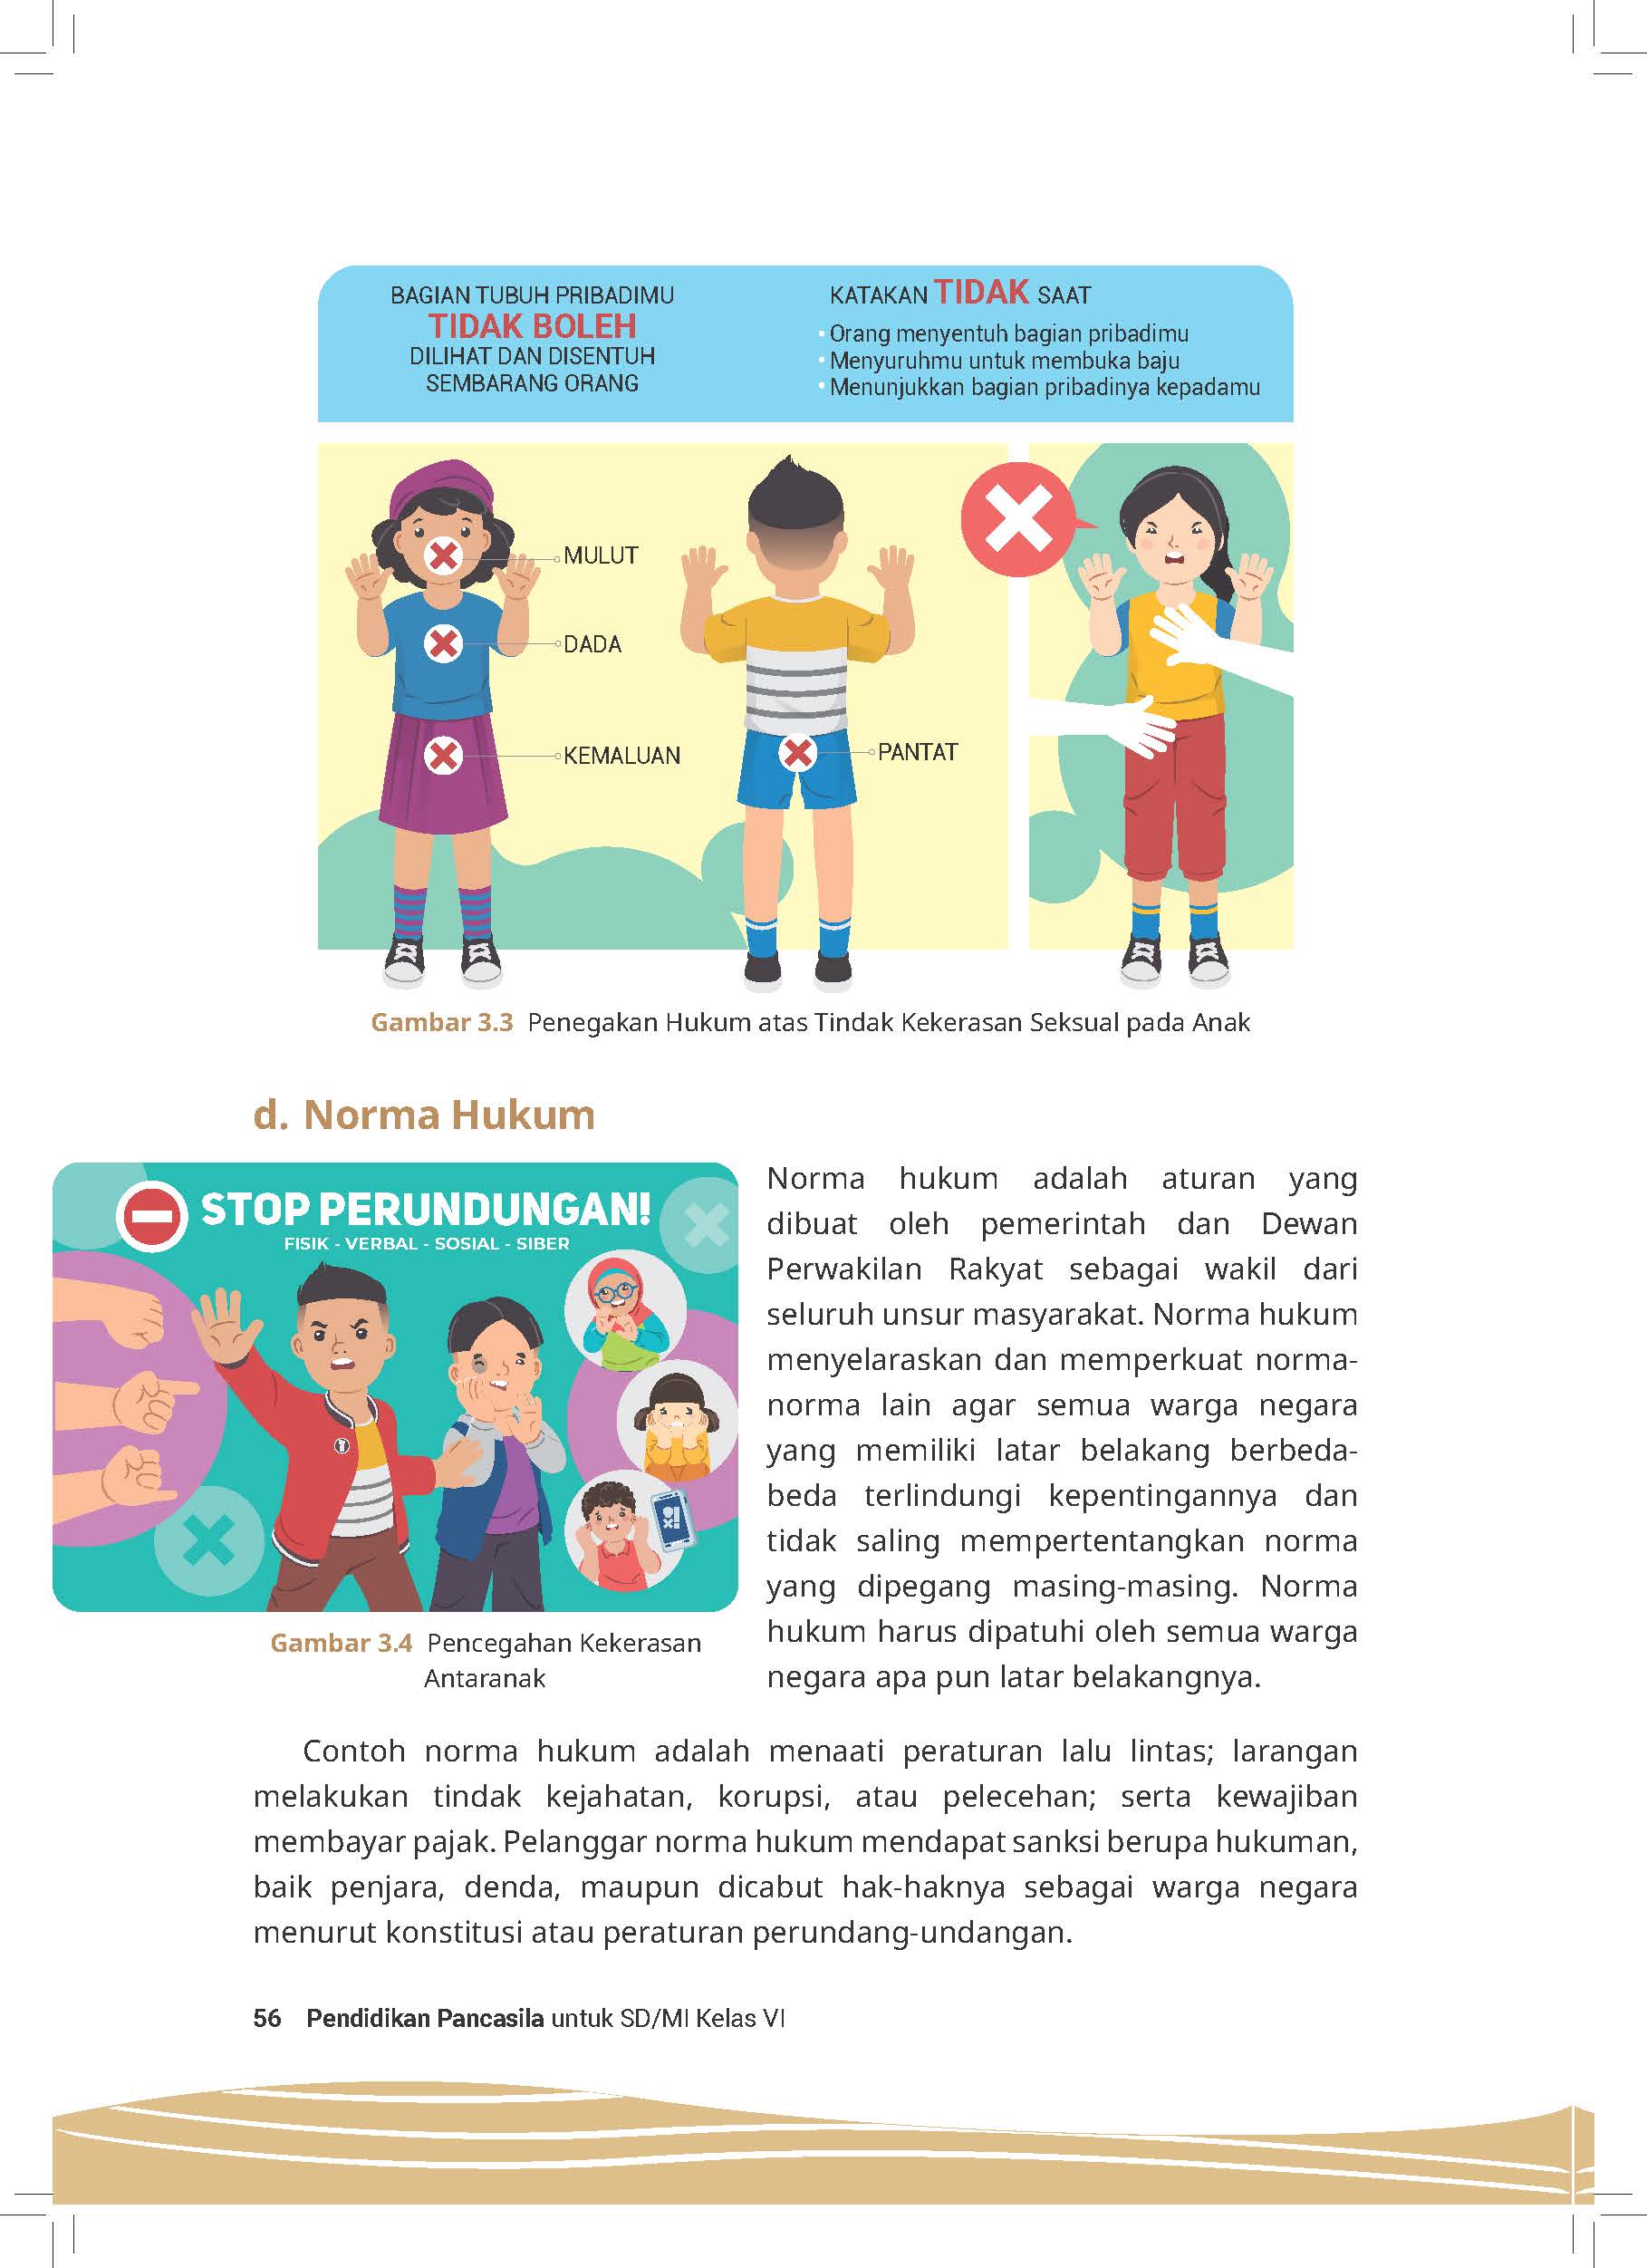 BAGIAN TUBUH PRIBADIMU
TIDAK BOLEH
DILIHAT DAN DISENTUH
SEMBARANG ORANG
KATAKAN TIDAK SAAT
• Orang menyentuh bagian pribadimu
• Menyuruhmu untuk membuka baju
• Menunjukkan bagian pribadinya kepadamu
MULUT
DADA
KEMALUAN
PANTAT
Gambar 3.3 Penegakan Hukum atas Tindak Kekerasan Seksual pada Anak
d. Norma Hukum
STOP PERUNDUNGAN!
FISIK - VERBAL - SOSIAL - SIBER
Gambar 3.4 Pencegahan Kekerasan
Antaranak
Norma hukum adalah aturan yang
dibuat oleh pemerintah dan Dewan
Perwakilan Rakyat sebagai wakil dari
seluruh unsur masyarakat. Norma hukum
menyelaraskan dan memperkuat norma-
norma lain agar semua warga negara
yang memiliki latar belakang berbeda-
beda terlindungi kepentingannya dan
tidak saling mempertentangkan norma
yang dipegang masing-masing. Norma
hukum harus dipatuhi oleh semua warga
negara apa pun latar belakangnya.
Contoh norma hukum adalah menaati peraturan lalu lintas; larangan
melakukan tindak kejahatan, korupsi, atau pelecehan; serta kewajiban
membayar pajak. Pelanggar norma hukum mendapat sanksi berupa hukuman,
baik penjara, denda, maupun dicabut hak-haknya sebagai warga negara
menurut konstitusi atau peraturan perundang-undangan.
56 Pendidikan Pancasila untuk SD/MI Kelas VI